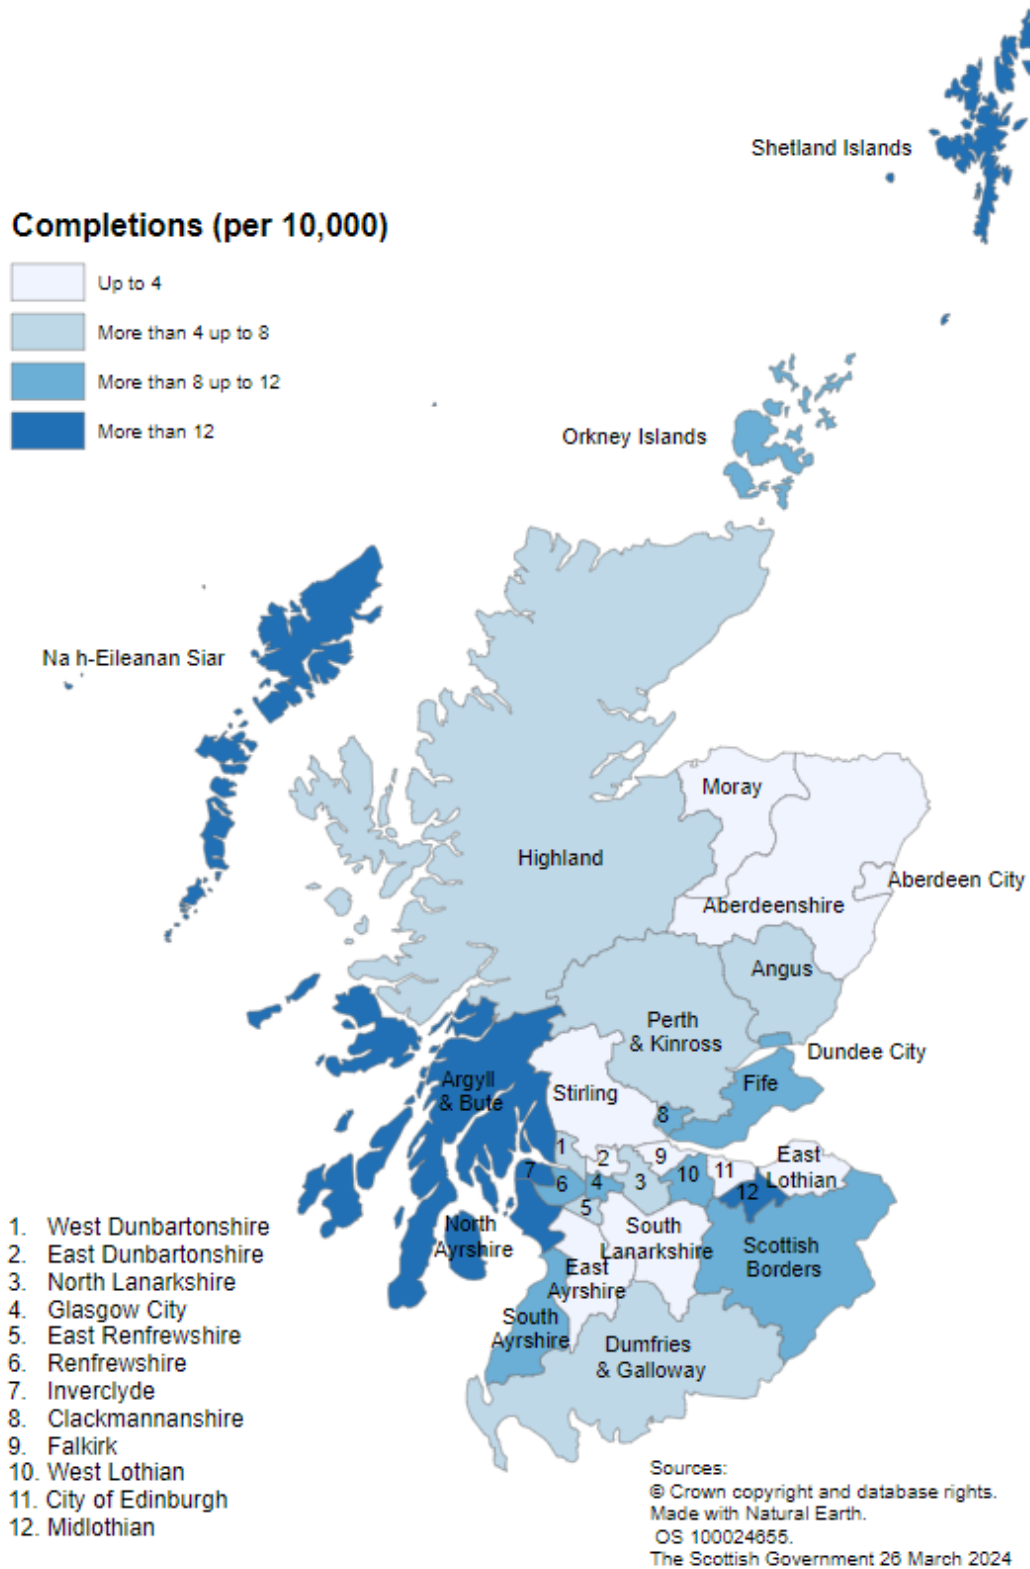 Shetland Islands
Completions (per 10,000)
Up to 4
More than 4 up to 8
More than 8 up to 12
More than 12
Orkney Islands
Na h-Eileanan Siar
Moray
Highland
Aberdeen City
Aberdeenshire
Angus
Perth
& Kinross
Dundee City
Argyll
& Bute
Stirling
Fife
8
1
2
9
10
11
East
Lothian
7
6
4
3
12
5
North
Ayrshire
South
Lanarkshire
Scottish
Borders
East
Ayrshire
South
Ayrshire
Dumfries
& Galloway
1. West Dunbartonshire
2. East Dunbartonshire
3. North Lanarkshire
4. Glasgow City
5. East Renfrewshire
6. Renfrewshire
7. Inverclyde
8. Clackmannanshire
9. Falkirk
10. West Lothian
11. City of Edinburgh
12. Midlothian
Sources:
© Crown copyright and database rights.
Made with Natural Earth.
OS 100024655.
The Scottish Government 26 March 2024